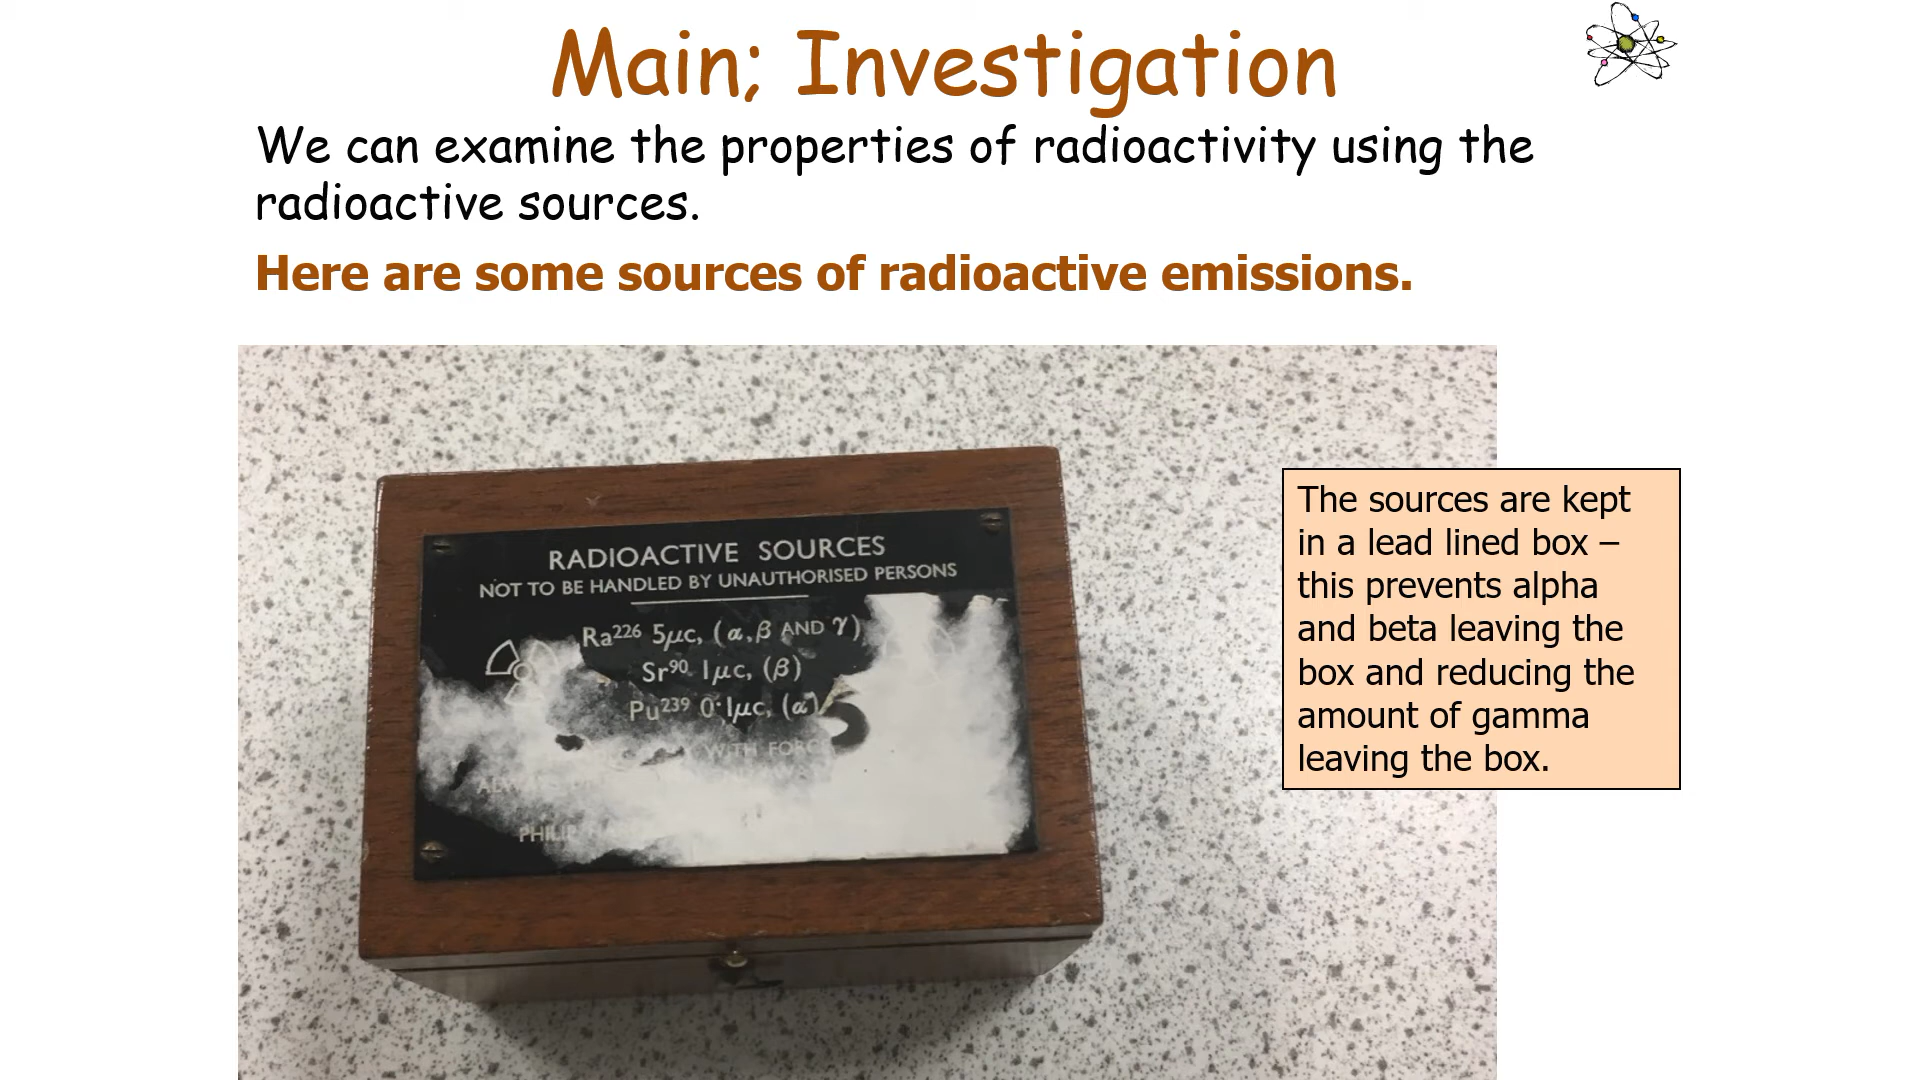 Main; Investigation
We can examine the properties of radioactivity using the
radioactive sources.
Here are some sources of radioactive emissions.
RADIOACTIVE SOURCES
NOT TO BE HANDLED BY UNAUTHORISED PERSONS
Ra²²⁶ 5μc, (α,β AND γ)
Sr⁹⁰ 1μc, (β)
Pu²³⁹ 0·1μc, (α)
WITH
PHILIP
The sources are kept
in a lead lined box –
this prevents alpha
and beta leaving the
box and reducing the
amount of gamma
leaving the box.